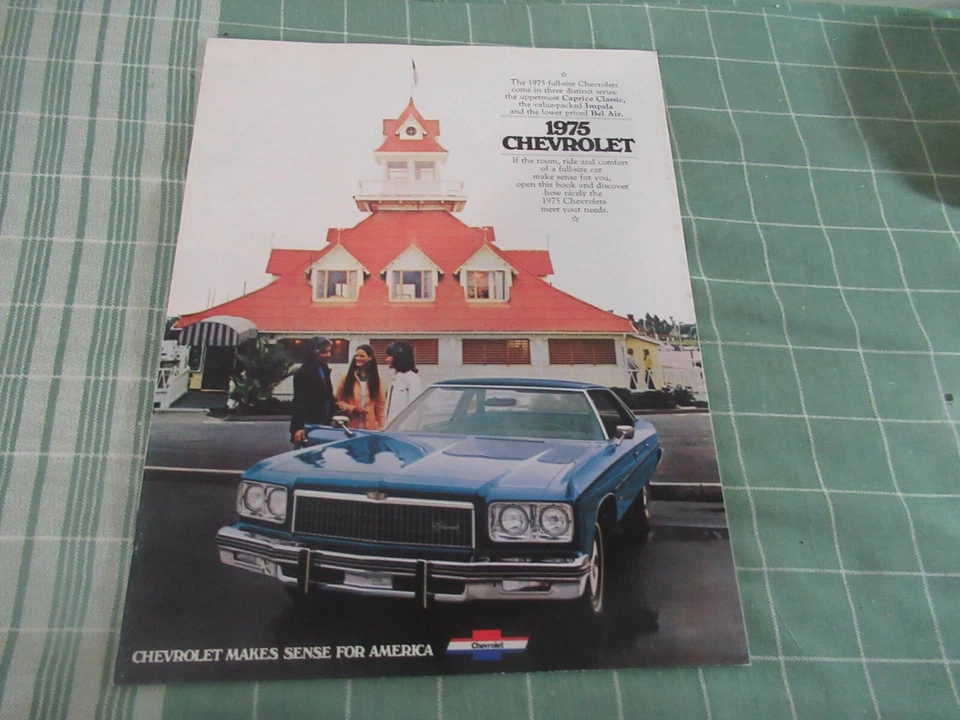 ☆
The 1975 full-size Chevrolets
come in three distinct series:
the uppermost Caprice Classic,
the value-packed Impala
and the lower priced Bel Air.
1975
CHEVROLET
If the room, ride and comfort
of a full-size car
make sense for you,
open this book and discover
how nicely the
1975 Chevrolets
meet your needs.
☆
CHEVROLET MAKES SENSE FOR AMERICA
Chevrolet